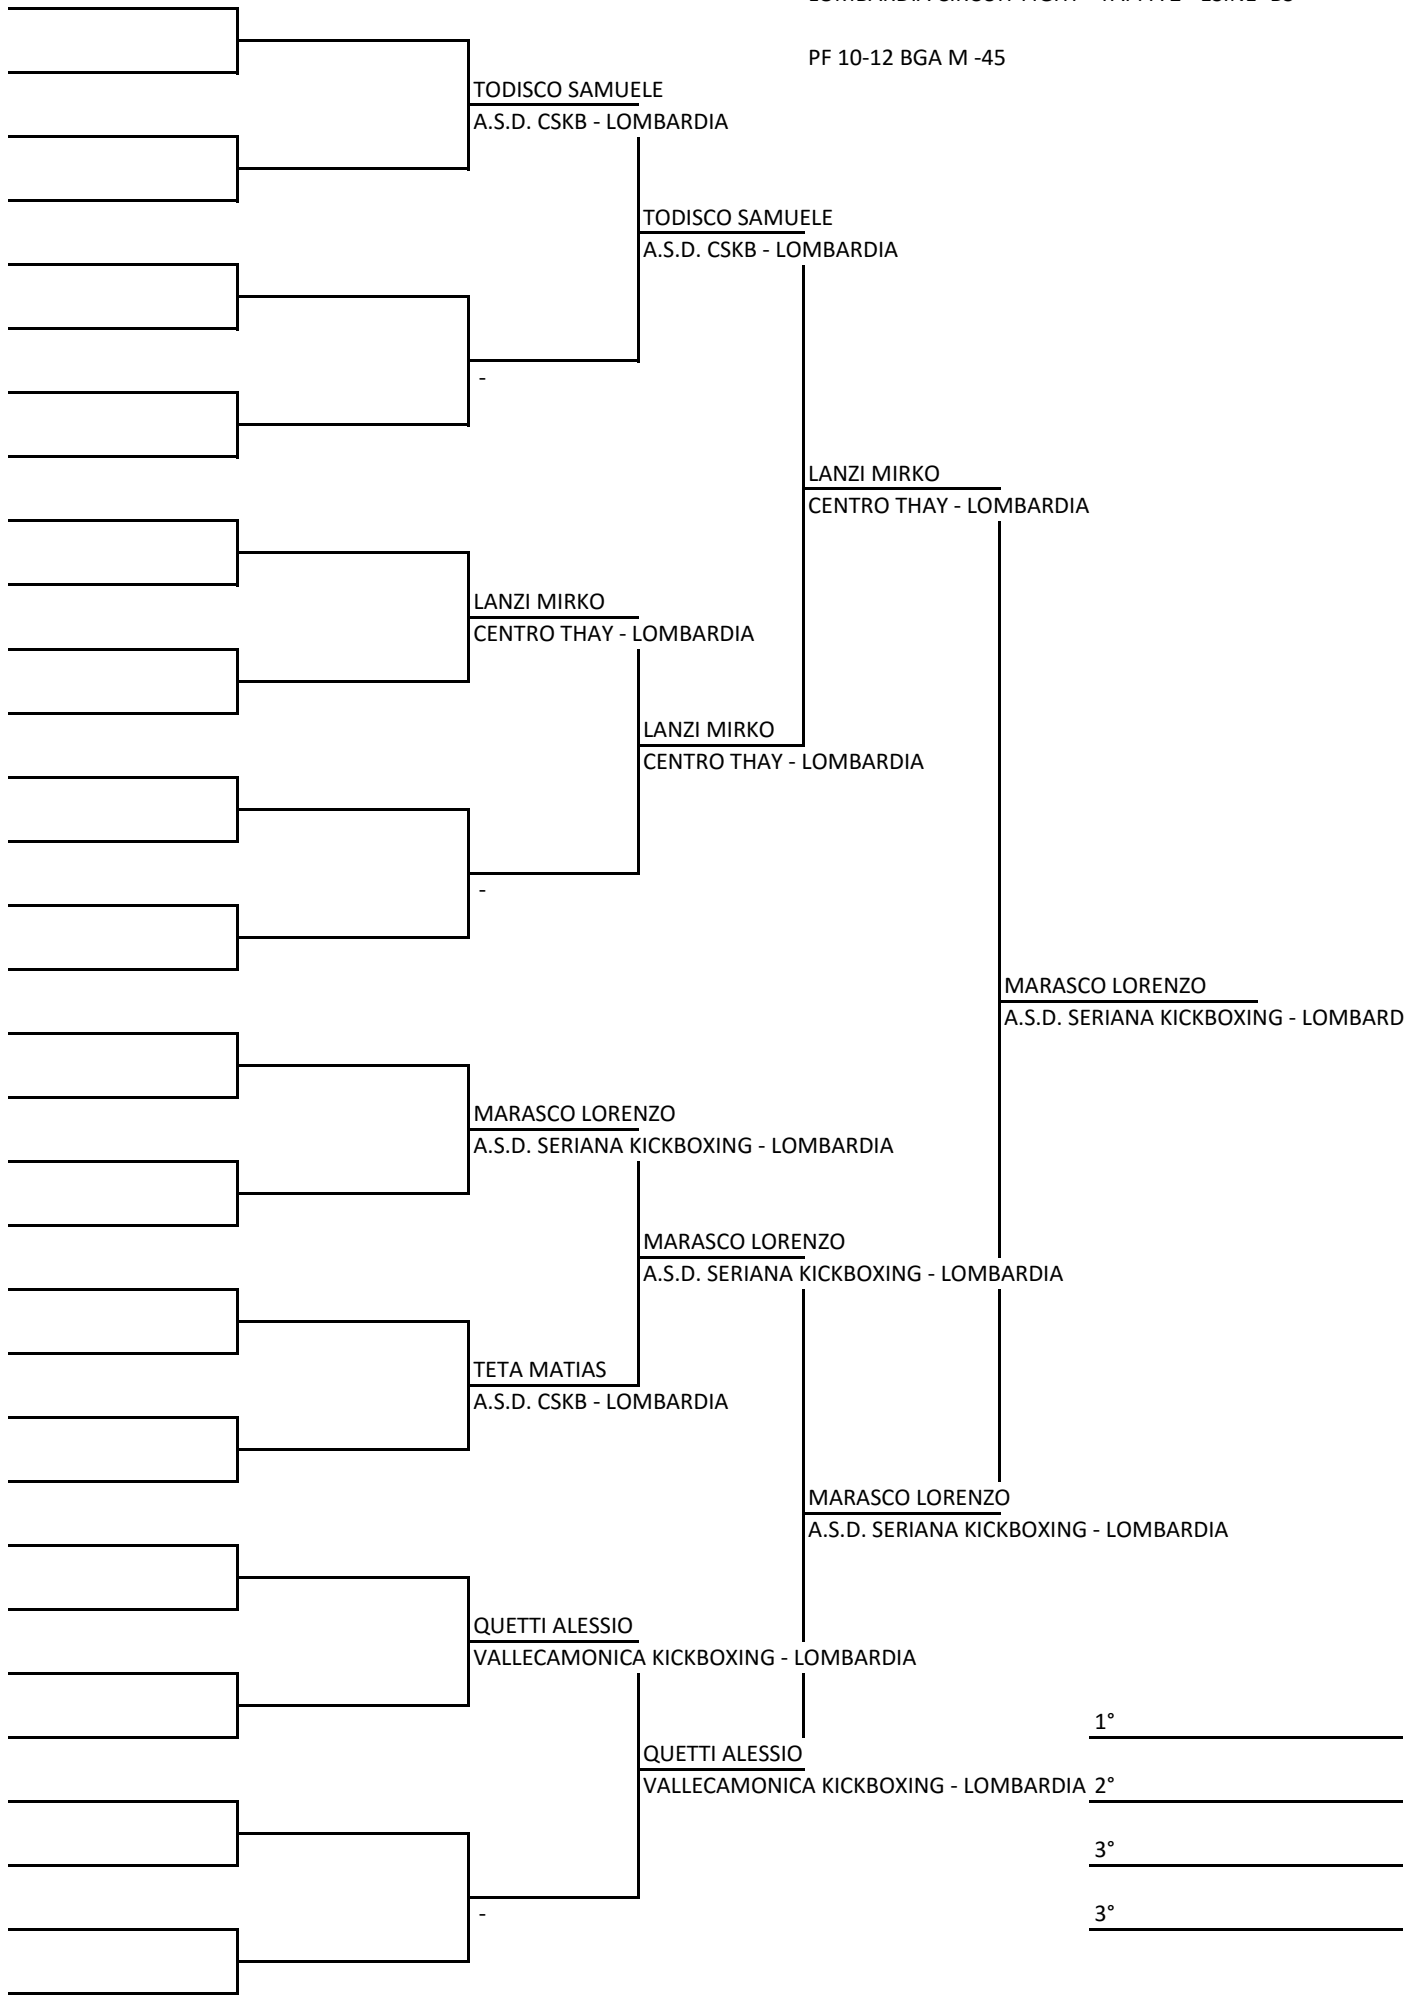 PF 10-12 BGA M -45
TODISCO SAMUELE
A.S.D. CSKB - LOMBARDIA
TODISCO SAMUELE
A.S.D. CSKB - LOMBARDIA
-
LANZI MIRKO
CENTRO THAY - LOMBARDIA
LANZI MIRKO
CENTRO THAY - LOMBARDIA
LANZI MIRKO
CENTRO THAY - LOMBARDIA
-
MARASCO LORENZO
A.S.D. SERIANA KICKBOXING - LOMBARD
MARASCO LORENZO
A.S.D. SERIANA KICKBOXING - LOMBARDIA
MARASCO LORENZO
A.S.D. SERIANA KICKBOXING - LOMBARDIA
TETA MATIAS
A.S.D. CSKB - LOMBARDIA
MARASCO LORENZO
A.S.D. SERIANA KICKBOXING - LOMBARDIA
QUETTI ALESSIO
VALLECAMONICA KICKBOXING - LOMBARDIA
1°
QUETTI ALESSIO
VALLECAMONICA KICKBOXING - LOMBARDIA 2°
3°
-
3°